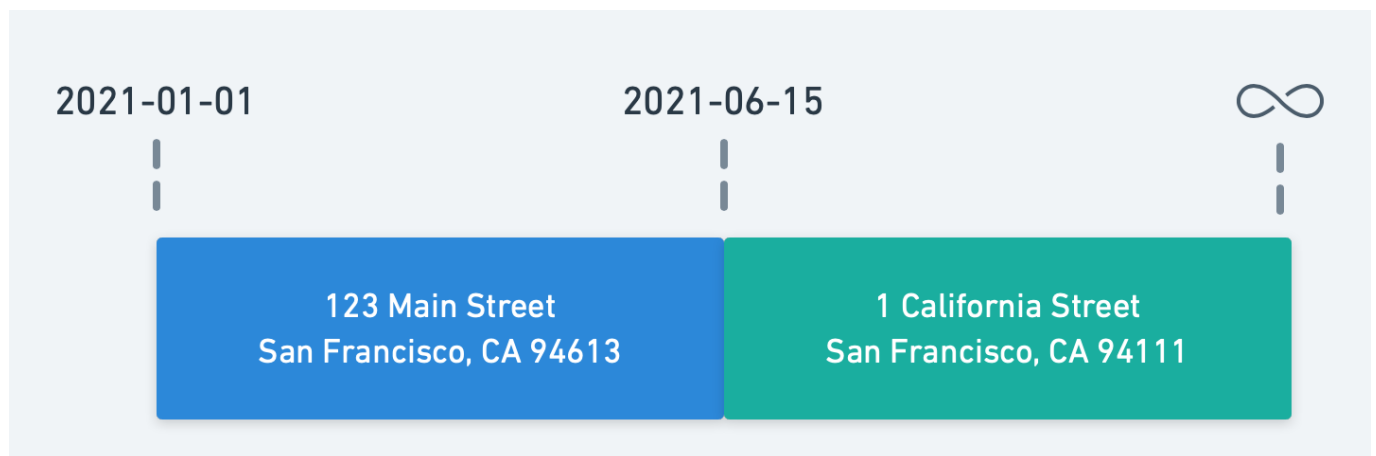 2021-01-01
2021-06-15
∞
123 Main Street
San Francisco, CA 94613
1 California Street
San Francisco, CA 94111